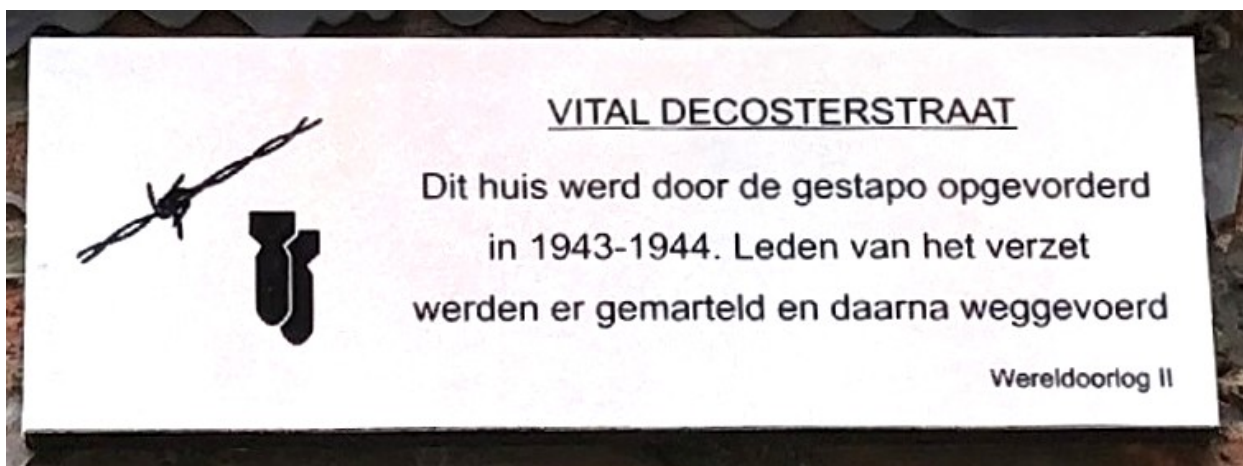 VITAL DECOSTERSTRAAT
Dit huis werd door de gestapo opgevorderd
in 1943-1944. Leden van het verzet
werden er gemarteld en daarna weggevoerd
Wereldoorlog II